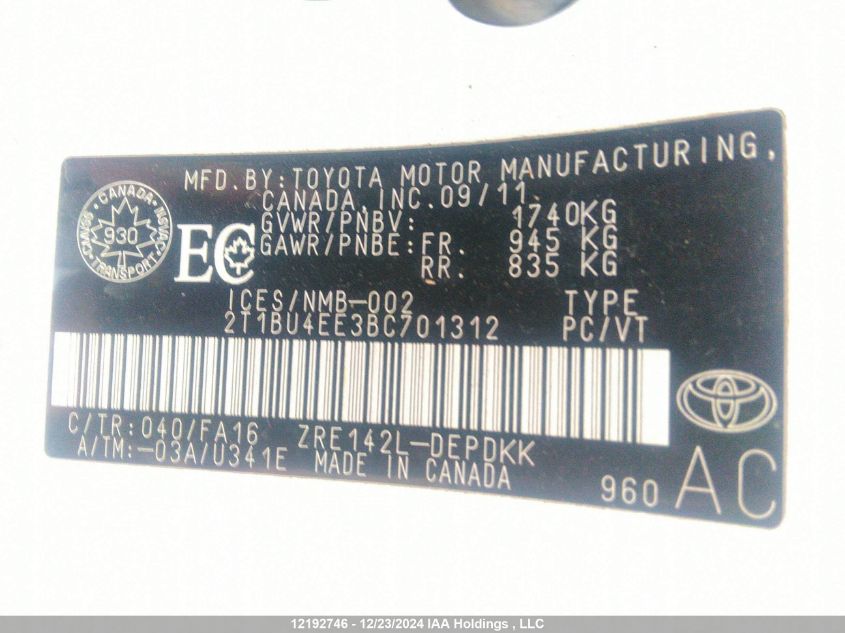 MFD.BY:TOYOTA MOTOR MANUFACTURING,
CANADA, INC. 09/11
GVWR/PNBV: 1740KG
GAWR/PNBE: FR. 945 KG
RR. 835 KG
CANADA
CMVSS NSVAC
930
TRANSPORT
EC
ICES/NMB-002 TYPE
2T1BU4EE3BC701312 PC/VT
C/TR:040/FA16 ZRE142L-DEPDKK
A/TM:-03A/U341E MADE IN CANADA
960 AC
12192746 - 12/23/2024 IAA Holdings , LLC